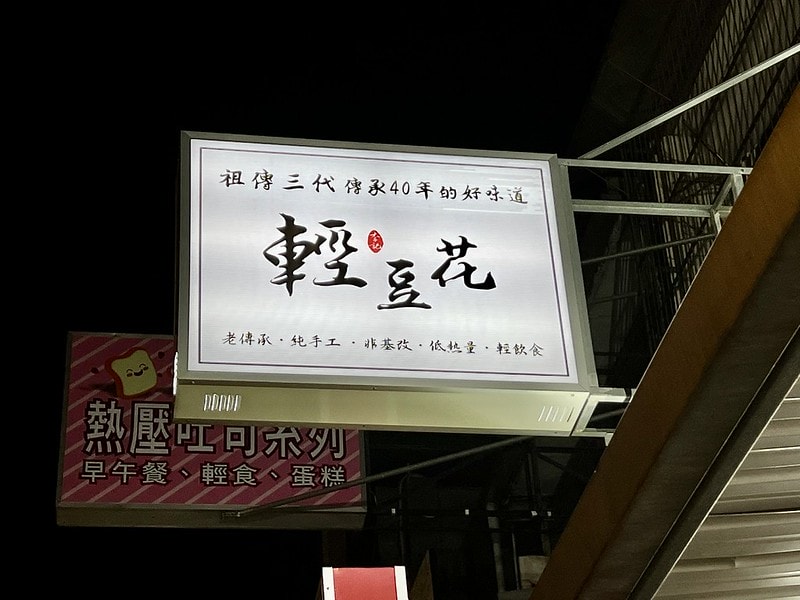 祖傳三代 傳承40年的好味道
輕豆花
老傳承・純手工・非基改・低熱量・輕飲食
熱壓吐司系列
早午餐、輕食、蛋糕